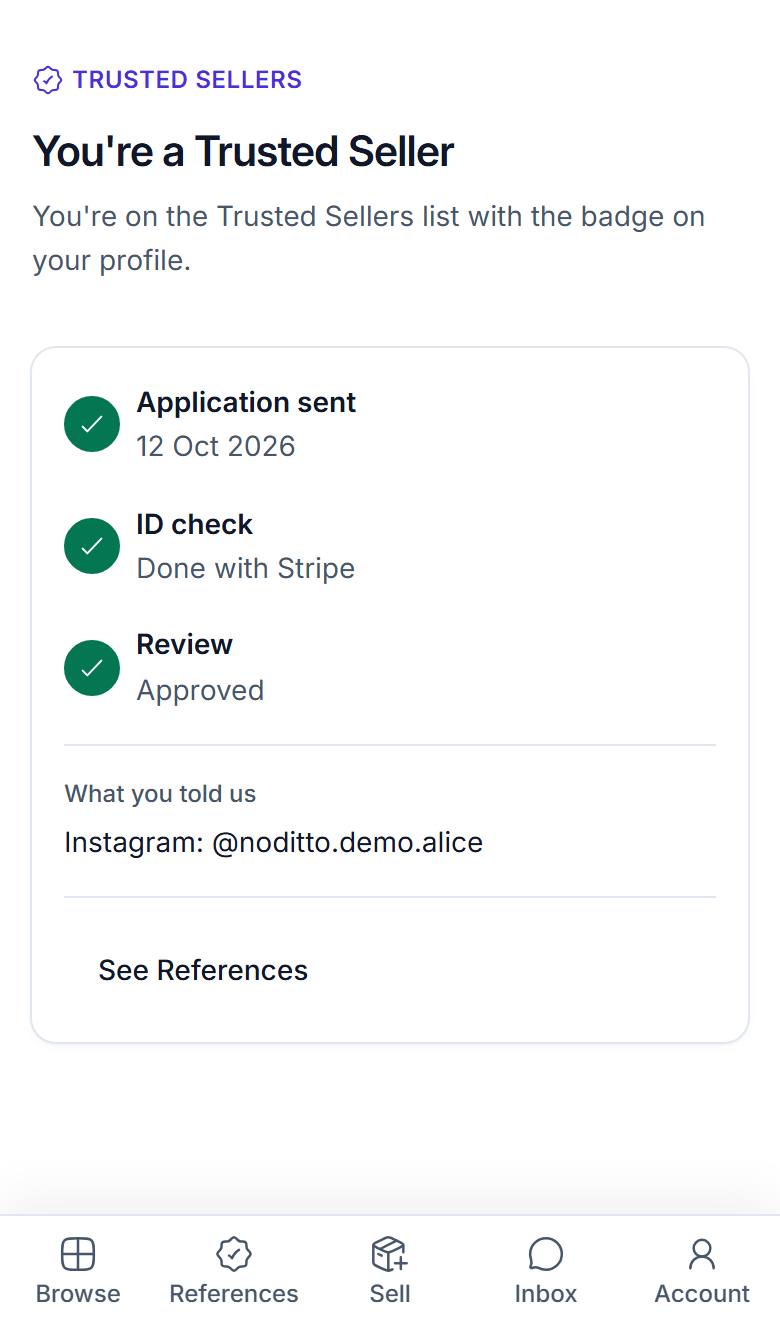 TRUSTED SELLERS
You're a Trusted Seller
You're on the Trusted Sellers list with the badge on
your profile.
Application sent
12 Oct 2026
ID check
Done with Stripe
Review
Approved
What you told us
Instagram: @noditto.demo.alice
See References
Browse
References
Sell
Inbox
Account